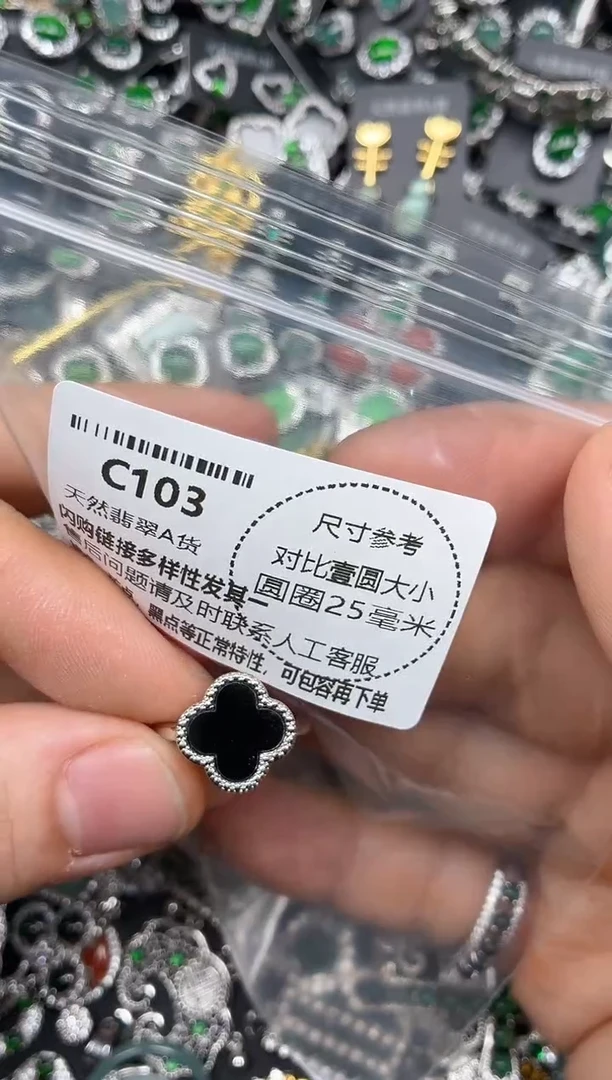 C103
天然翡翠A货
闪购链接多样性发其一
售后问题请及时联系人工客服
点，黑点等正常特性，可包容再下单
尺寸参考
对比壹圆大小
圆圈25毫米